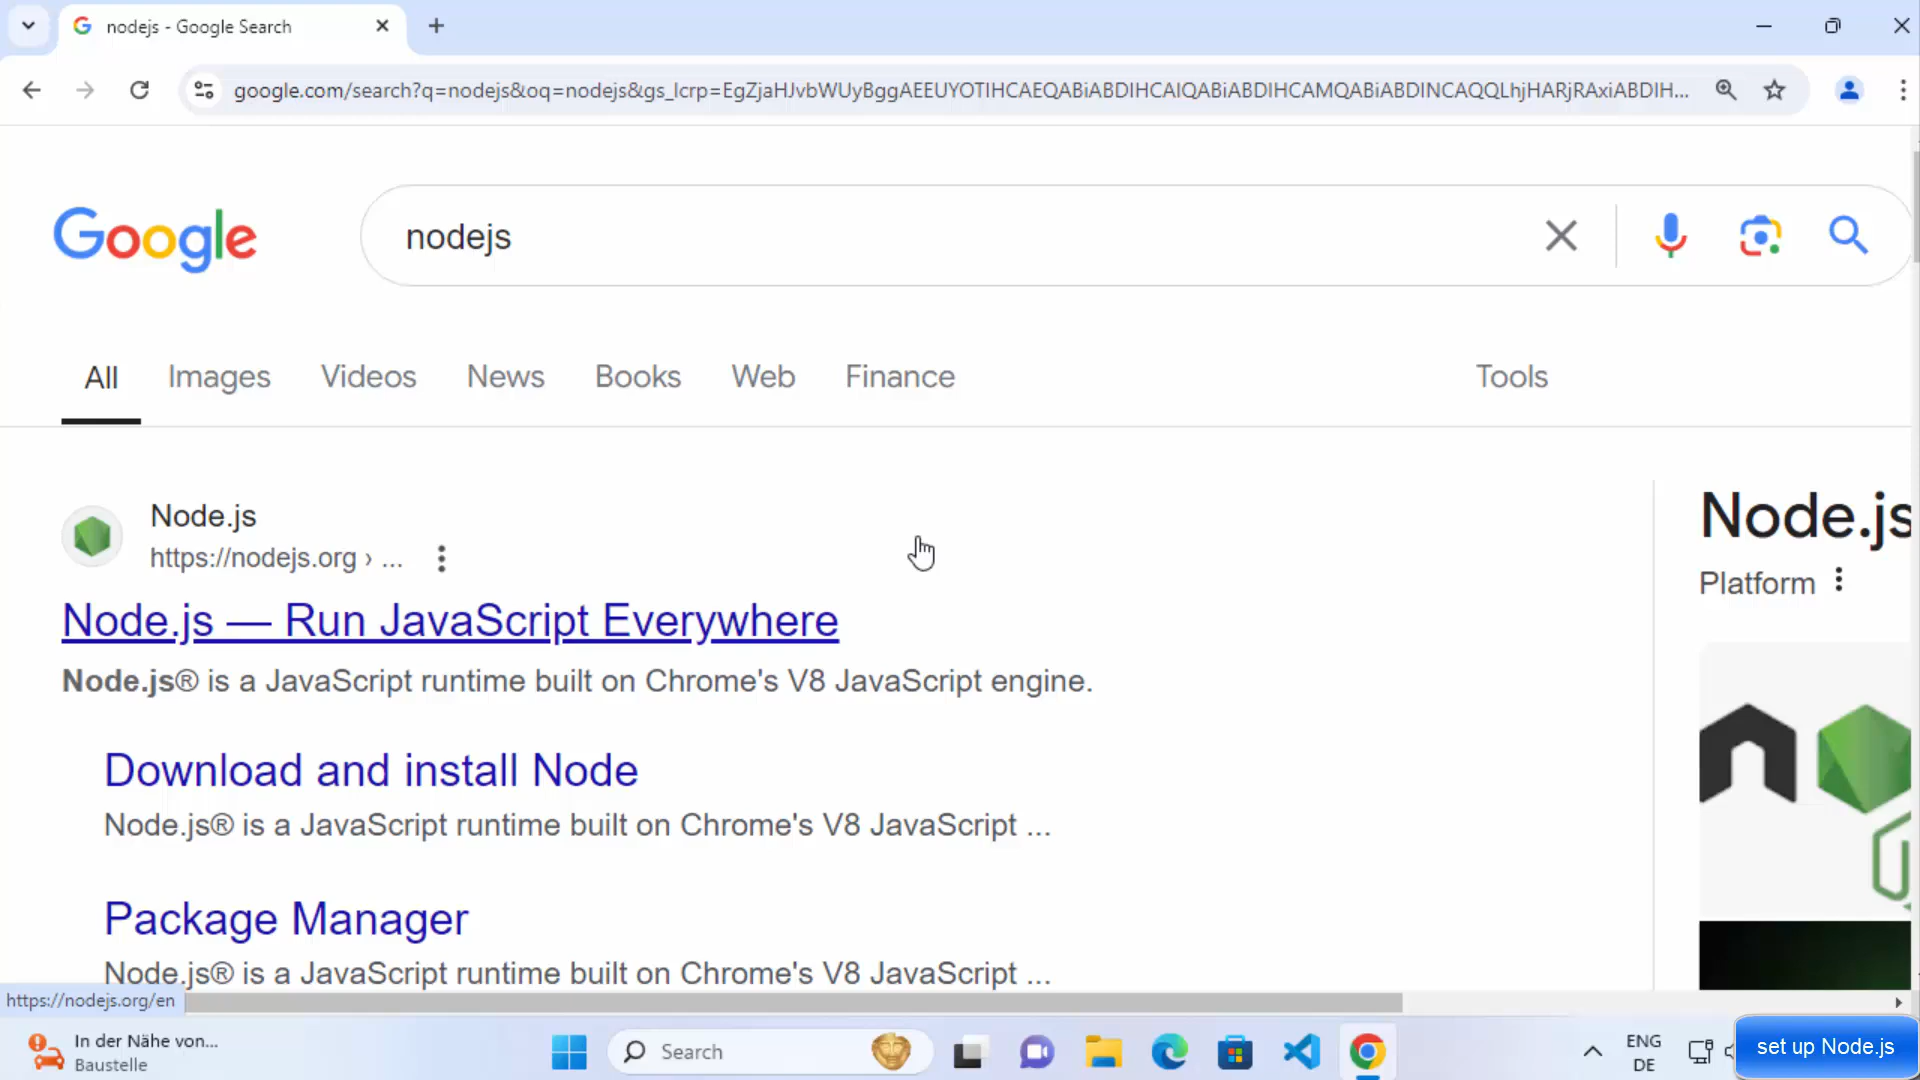 nodejs - Google Search
google.com/search?q=nodejs&oq=nodejs&gs_lcrp=EgZjaHJvbWUyBggAEEUYOTIHCAEQABiABDIHCAIQABiABDIHCAMQABiABDINCAQQLhjHARjRAxiABDIH...
Google
nodejs
All
Images
Videos
News
Books
Web
Finance
Tools
Node.js
https://nodejs.org › ...
Node.js — Run JavaScript Everywhere
Node.js® is a JavaScript runtime built on Chrome's V8 JavaScript engine.
Download and install Node
Node.js® is a JavaScript runtime built on Chrome's V8 JavaScript ...
Package Manager
Node.js® is a JavaScript runtime built on Chrome's V8 JavaScript ...
Node.js
Platform
https://nodejs.org/en
In der Nähe von...
Baustelle
Search
ENG
DE
set up Node.js